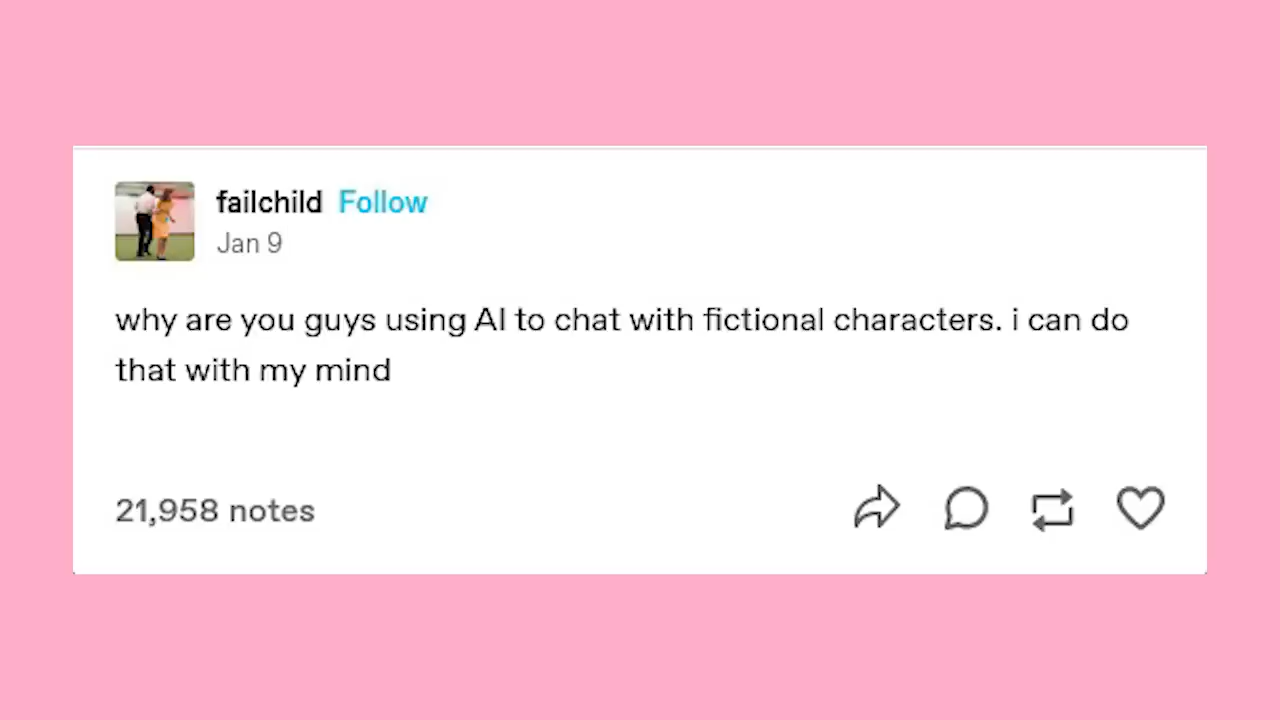 failchild Follow
Jan 9
why are you guys using AI to chat with fictional characters. i can do
that with my mind
21,958 notes